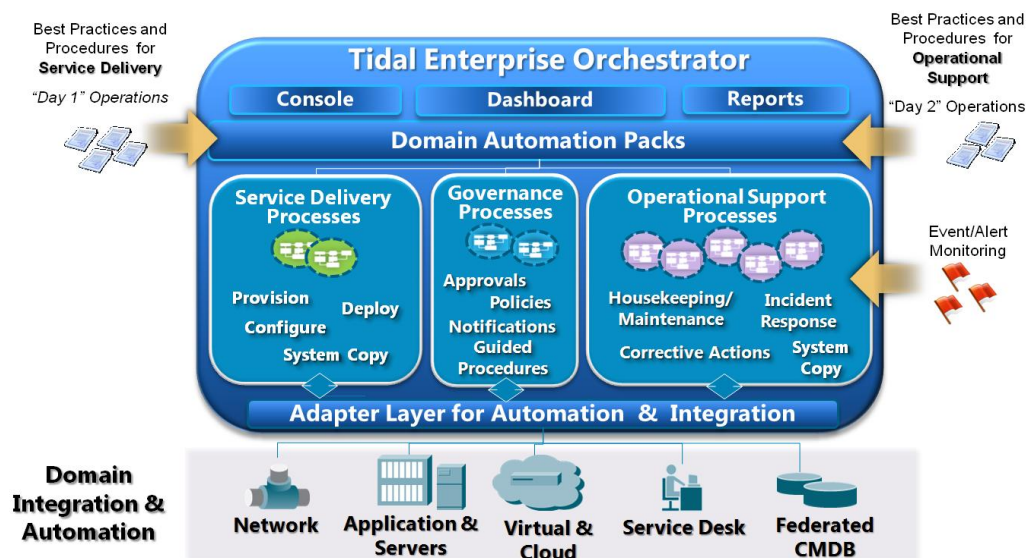 Best Practices and
Procedures for
Service Delivery
“Day 1” Operations
Best Practices and
Procedures for
Operational
Support
“Day 2” Operations
Tidal Enterprise Orchestrator
Console
Dashboard
Reports
Domain Automation Packs
Service Delivery
Processes
Provision
Deploy
Configure
System Copy
Governance
Processes
Approvals
Policies
Notifications
Guided
Procedures
Operational Support
Processes
Housekeeping/
Maintenance
Incident
Response
Corrective Actions
System
Copy
Event/Alert
Monitoring
Adapter Layer for Automation & Integration
Domain
Integration &
Automation
Network
Application &
Servers
Virtual &
Cloud
Service Desk
Federated
CMDB